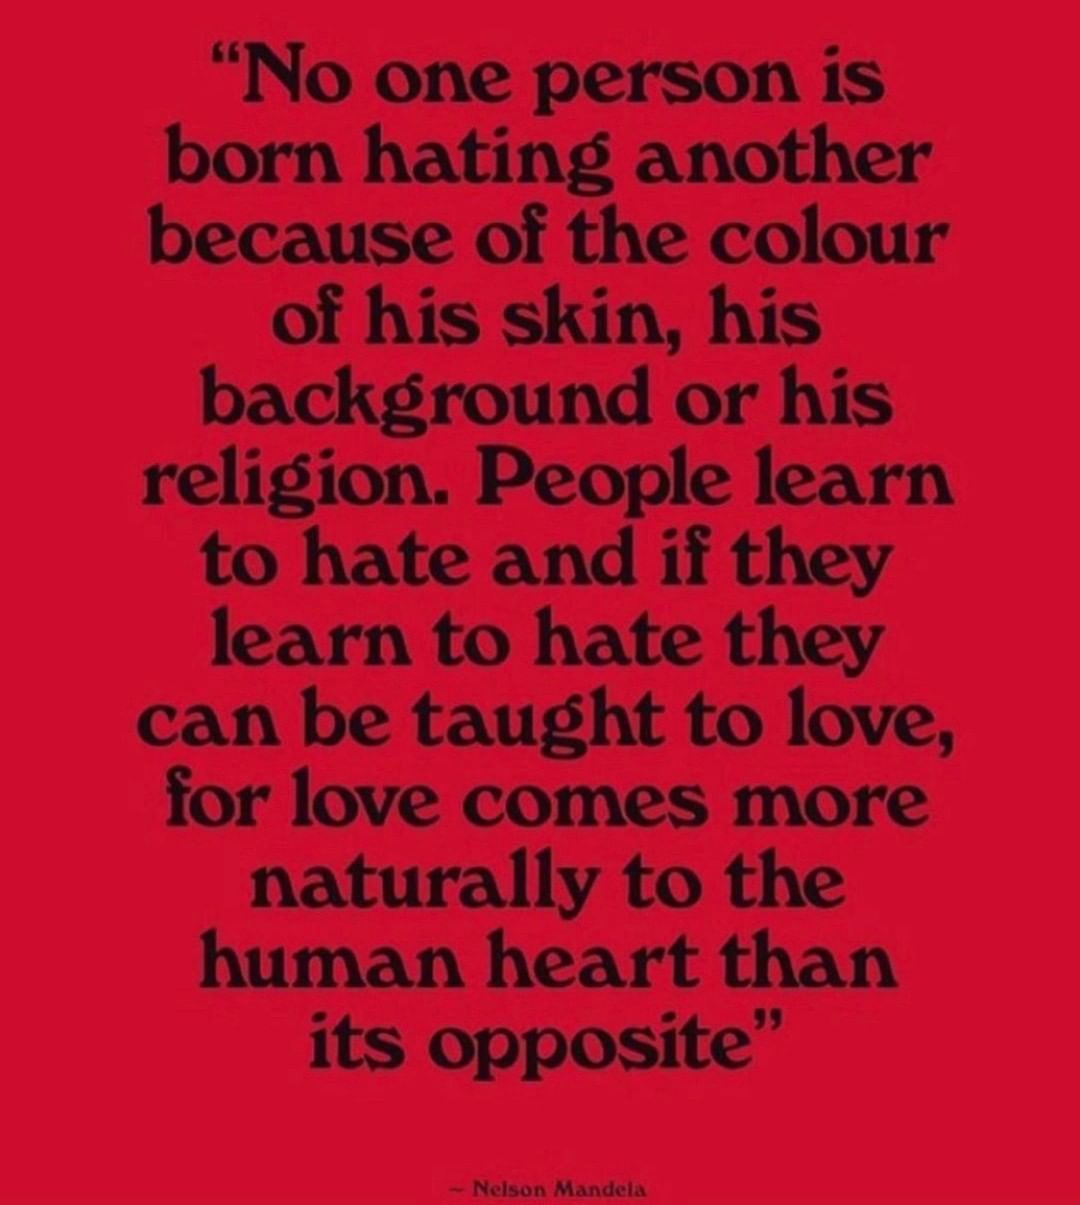 “No one person is
born hating another
because of the colour
of his skin, his
background or his
religion. People learn
to hate and if they
learn to hate they
can be taught to love,
for love comes more
naturally to the
human heart than
its opposite”
~ Nelson Mandela